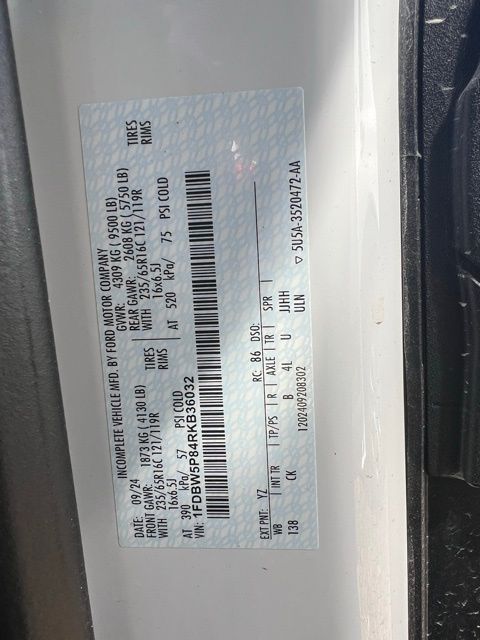 INCOMPLETE VEHICLE MFD. BY FORD MOTOR COMPANY
DATE: 09/24 GVWR: 4309 KG ( 9500 LB)
FRONT GAWR: 1873 KG ( 4130 LB) REAR GAWR: 2608 KG ( 5750 LB)
WITH 235/65R16C 121/119R TIRES WITH 235/65R16C 121/119R TIRES
16x6.5J RIMS 16x6.5J RIMS
AT 390 kPa/ 57 PSI COLD AT 520 kPa/ 75 PSI COLD
VIN: 1FDBW5P84RKB36032
EXT PNT: YZ RC: 86 DSO:
WB INT TR TP/PS R AXLE TR SPR ▽ 5U5A-3520472-AA
138 CK B 4L U JJHH
ULN
1202409208302